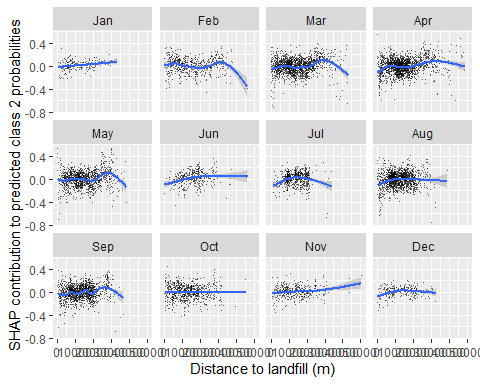 SHAP contribution to predicted class 2 probabilities
Jan Feb Mar Apr
0.4
0.0
-0.4
-0.8
May Jun Jul Aug
0.4
0.0
-0.4
-0.8
Sep Oct Nov Dec
0.4
0.0
-0.4
-0.8
Distance to landfill (m)